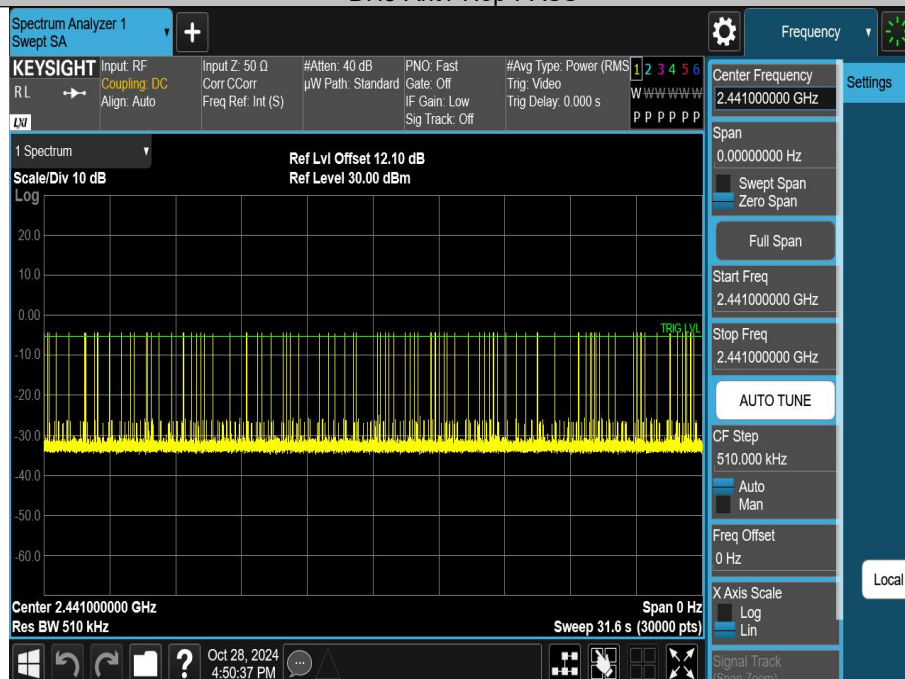 Spectrum Analyzer 1
Swept SA
+
Frequency
KEYSIGHT
RL
LXI
Input: RF
Coupling: DC
Align: Auto
Input Z: 50 Ω
Corr CCorr
Freq Ref: Int (S)
#Atten: 40 dB
µW Path: Standard
PNO: Fast
Gate: Off
IF Gain: Low
Sig Track: Off
#Avg Type: Power (RMS
Trig: Video
Trig Delay: 0.000 s
1 2 3 4 5 6
W W W W W W
P P P P P P
1 Spectrum
Scale/Div 10 dB
Log
Ref Lvl Offset 12.10 dB
Ref Level 30.00 dBm
20.0
10.0
0.00
-10.0
-20.0
-30.0
-40.0
-50.0
-60.0
TRIG LVL
Center 2.441000000 GHz
Res BW 510 kHz
Span 0 Hz
Sweep 31.6 s (30000 pts)
Center Frequency
2.441000000 GHz
Span
0.00000000 Hz
Swept Span
Zero Span
Full Span
Start Freq
2.441000000 GHz
Stop Freq
2.441000000 GHz
AUTO TUNE
CF Step
510.000 kHz
Auto
Man
Freq Offset
0 Hz
X Axis Scale
Log
Lin
Signal Track
(Span Zoom)
Settings
Local
?
Oct 28, 2024
4:50:37 PM